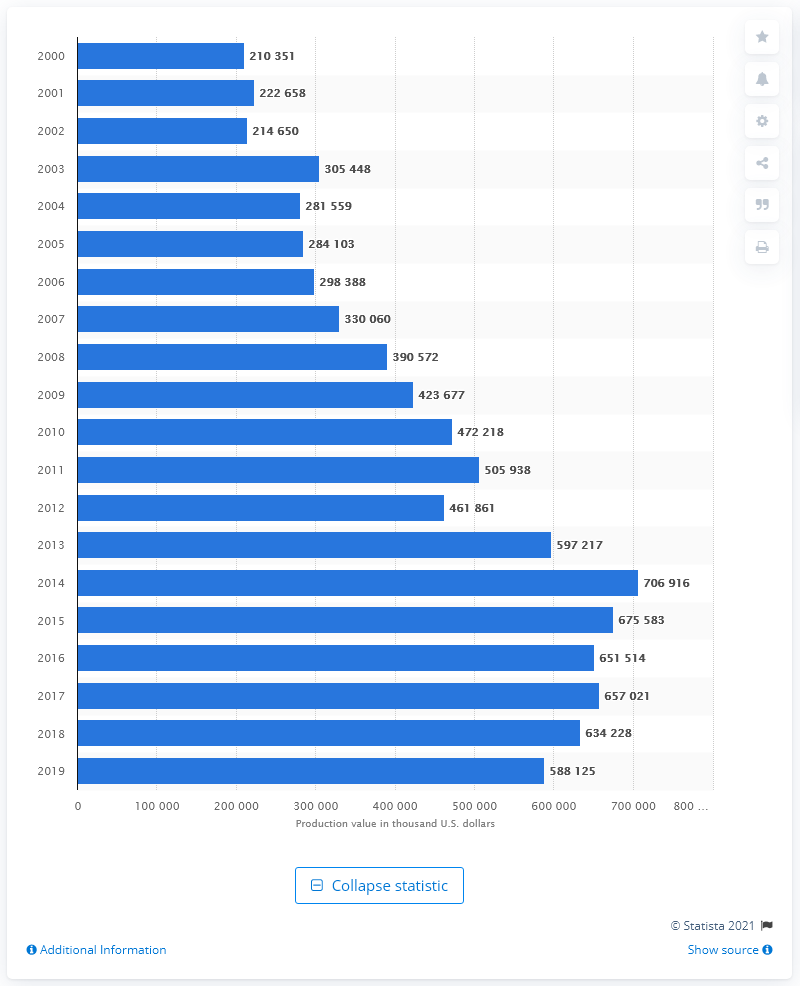 2000 210 351
2001 222 658
2002 214 650
2003 305 448
2004 281 559
2005 284 103
2006 298 388
2007 330 060
2008 390 572
2009 423 677
2010 472 218
2011 505 938
2012 461 861
2013 597 217
2014 706 916
2015 675 583
2016 651 514
2017 657 021
2018 634 228
2019 588 125
0 100 000 200 000 300 000 400 000 500 000 600 000 700 000 800 …
Production value in thousand U.S. dollars
Collapse statistic
© Statista 2021
Additional Information Show source